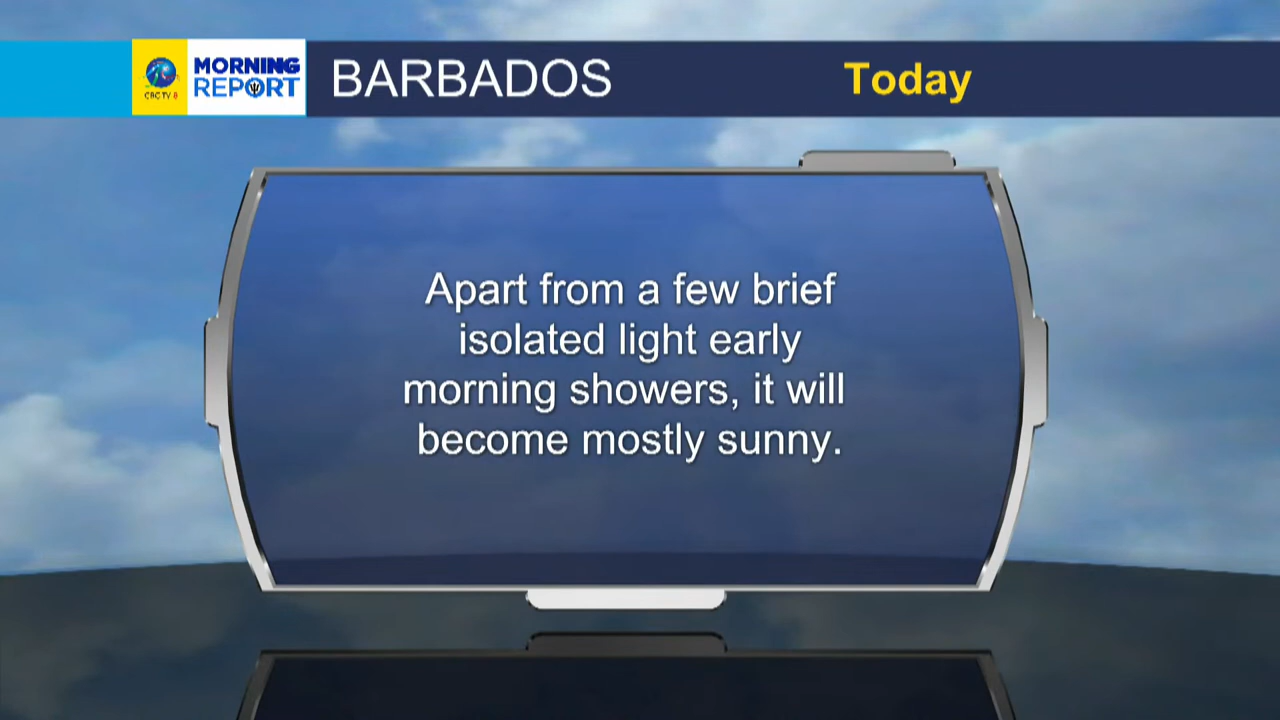 CBC TV 8
MORNING
REPORT
BARBADOS
Today
Apart from a few brief
isolated light early
morning showers, it will
become mostly sunny.